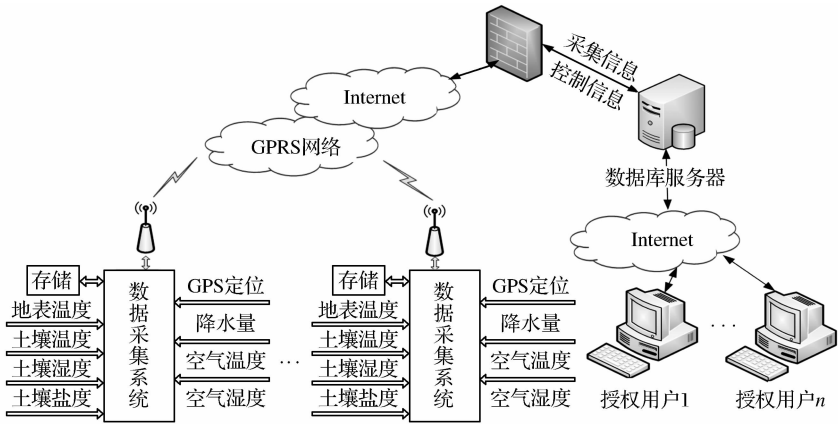 采集信息
控制信息
Internet
GPRS网络
数据库服务器
Internet
存储
地表温度
土壤温度
土壤湿度
土壤盐度
数据采集系统
GPS定位
降水量
空气温度
空气湿度
...
存储
地表温度
土壤温度
土壤湿度
土壤盐度
数据采集系统
GPS定位
降水量
空气温度
空气湿度
...
授权用户1
授权用户n